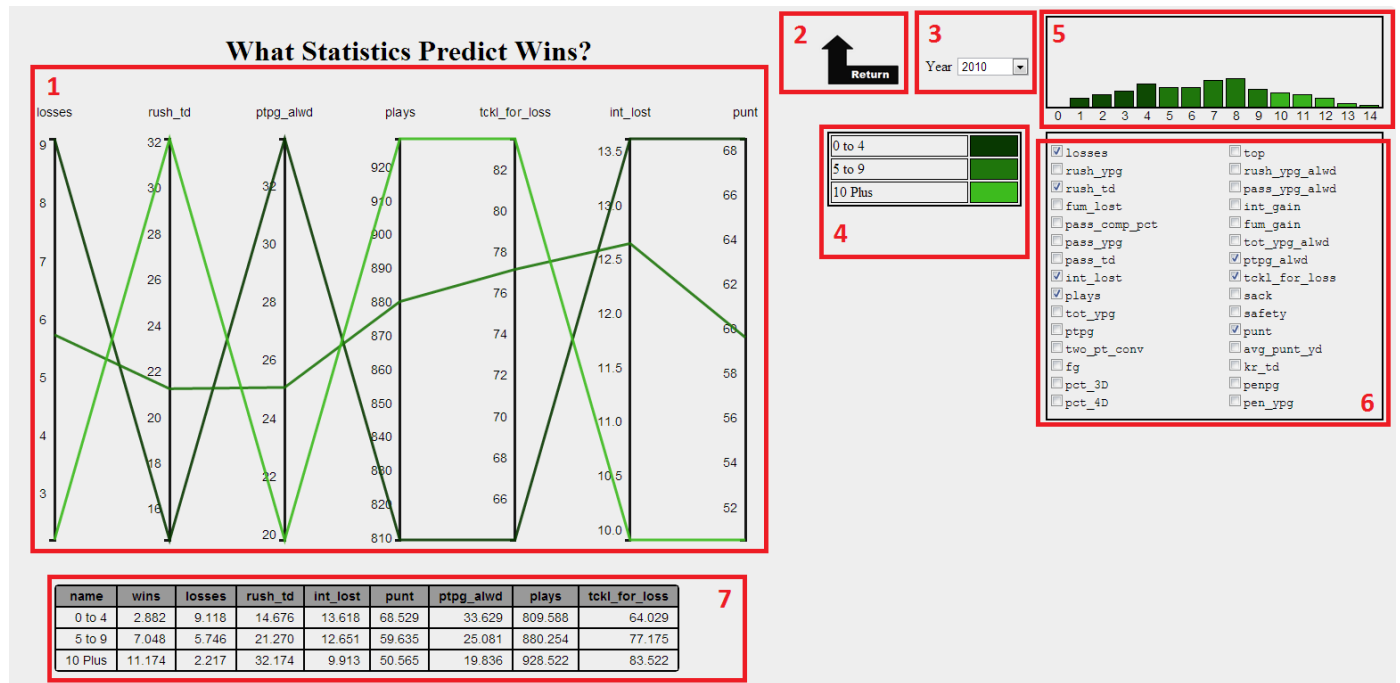 What Statistics Predict Wins?
1
losses rush_td ptpg_alwd plays tckl_for_loss int_lost punt
9
8
7
6
5
4
3
32
30
28
26
24
22
20
18
16
32
30
28
26
24
22
20
920
900
890
880
870
860
850
840
830
820
810
82
80
78
76
74
72
70
68
66
13.5
13.0
12.5
12.0
11.5
11.0
10.5
10.0
68
66
64
62
60
58
56
54
52
2
Return
3
Year 2010
4
0 to 4
5 to 9
10 Plus
5
0 1 2 3 4 5 6 7 8 9 10 11 12 13 14
6
losses top
rush_ypg rush_ypg_alwd
rush_td pass_ypg_alwd
fum_lost int_gain
pass_comp_pct fum_gain
pass_ypg tot_ypg_alwd
pass_td ptpg_alwd
int_lost tckl_for_loss
plays sack
tot_ypg safety
ptpg punt
two_pt_conv avg_punt_yd
fg kr_td
pct_3D penpg
pct_4D pen_ypg
7
name wins losses rush_td int_lost punt ptpg_alwd plays tckl_for_loss
0 to 4 2.882 9.118 14.676 13.618 68.529 33.629 809.588 64.029
5 to 9 7.048 5.746 21.270 12.651 59.635 25.081 880.254 77.175
10 Plus 11.174 2.217 32.174 9.913 50.565 19.836 928.522 83.522